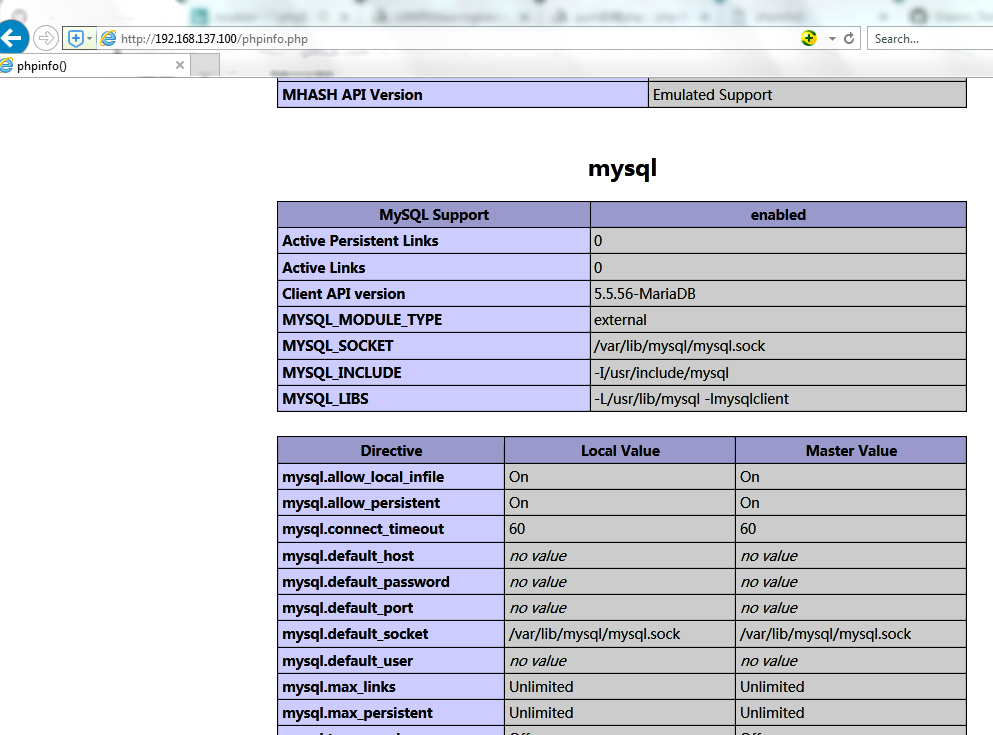 http://192.168.137.100/phpinfo.php
Search...
phpinfo()
MHASH API Version Emulated Support
mysql
MySQL Support enabled
Active Persistent Links 0
Active Links 0
Client API version 5.5.56-MariaDB
MYSQL_MODULE_TYPE external
MYSQL_SOCKET /var/lib/mysql/mysql.sock
MYSQL_INCLUDE -I/usr/include/mysql
MYSQL_LIBS -L/usr/lib/mysql -lmysqlclient
Directive Local Value Master Value
mysql.allow_local_infile On On
mysql.allow_persistent On On
mysql.connect_timeout 60 60
mysql.default_host no value no value
mysql.default_password no value no value
mysql.default_port no value no value
mysql.default_socket /var/lib/mysql/mysql.sock /var/lib/mysql/mysql.sock
mysql.default_user no value no value
mysql.max_links Unlimited Unlimited
mysql.max_persistent Unlimited Unlimited